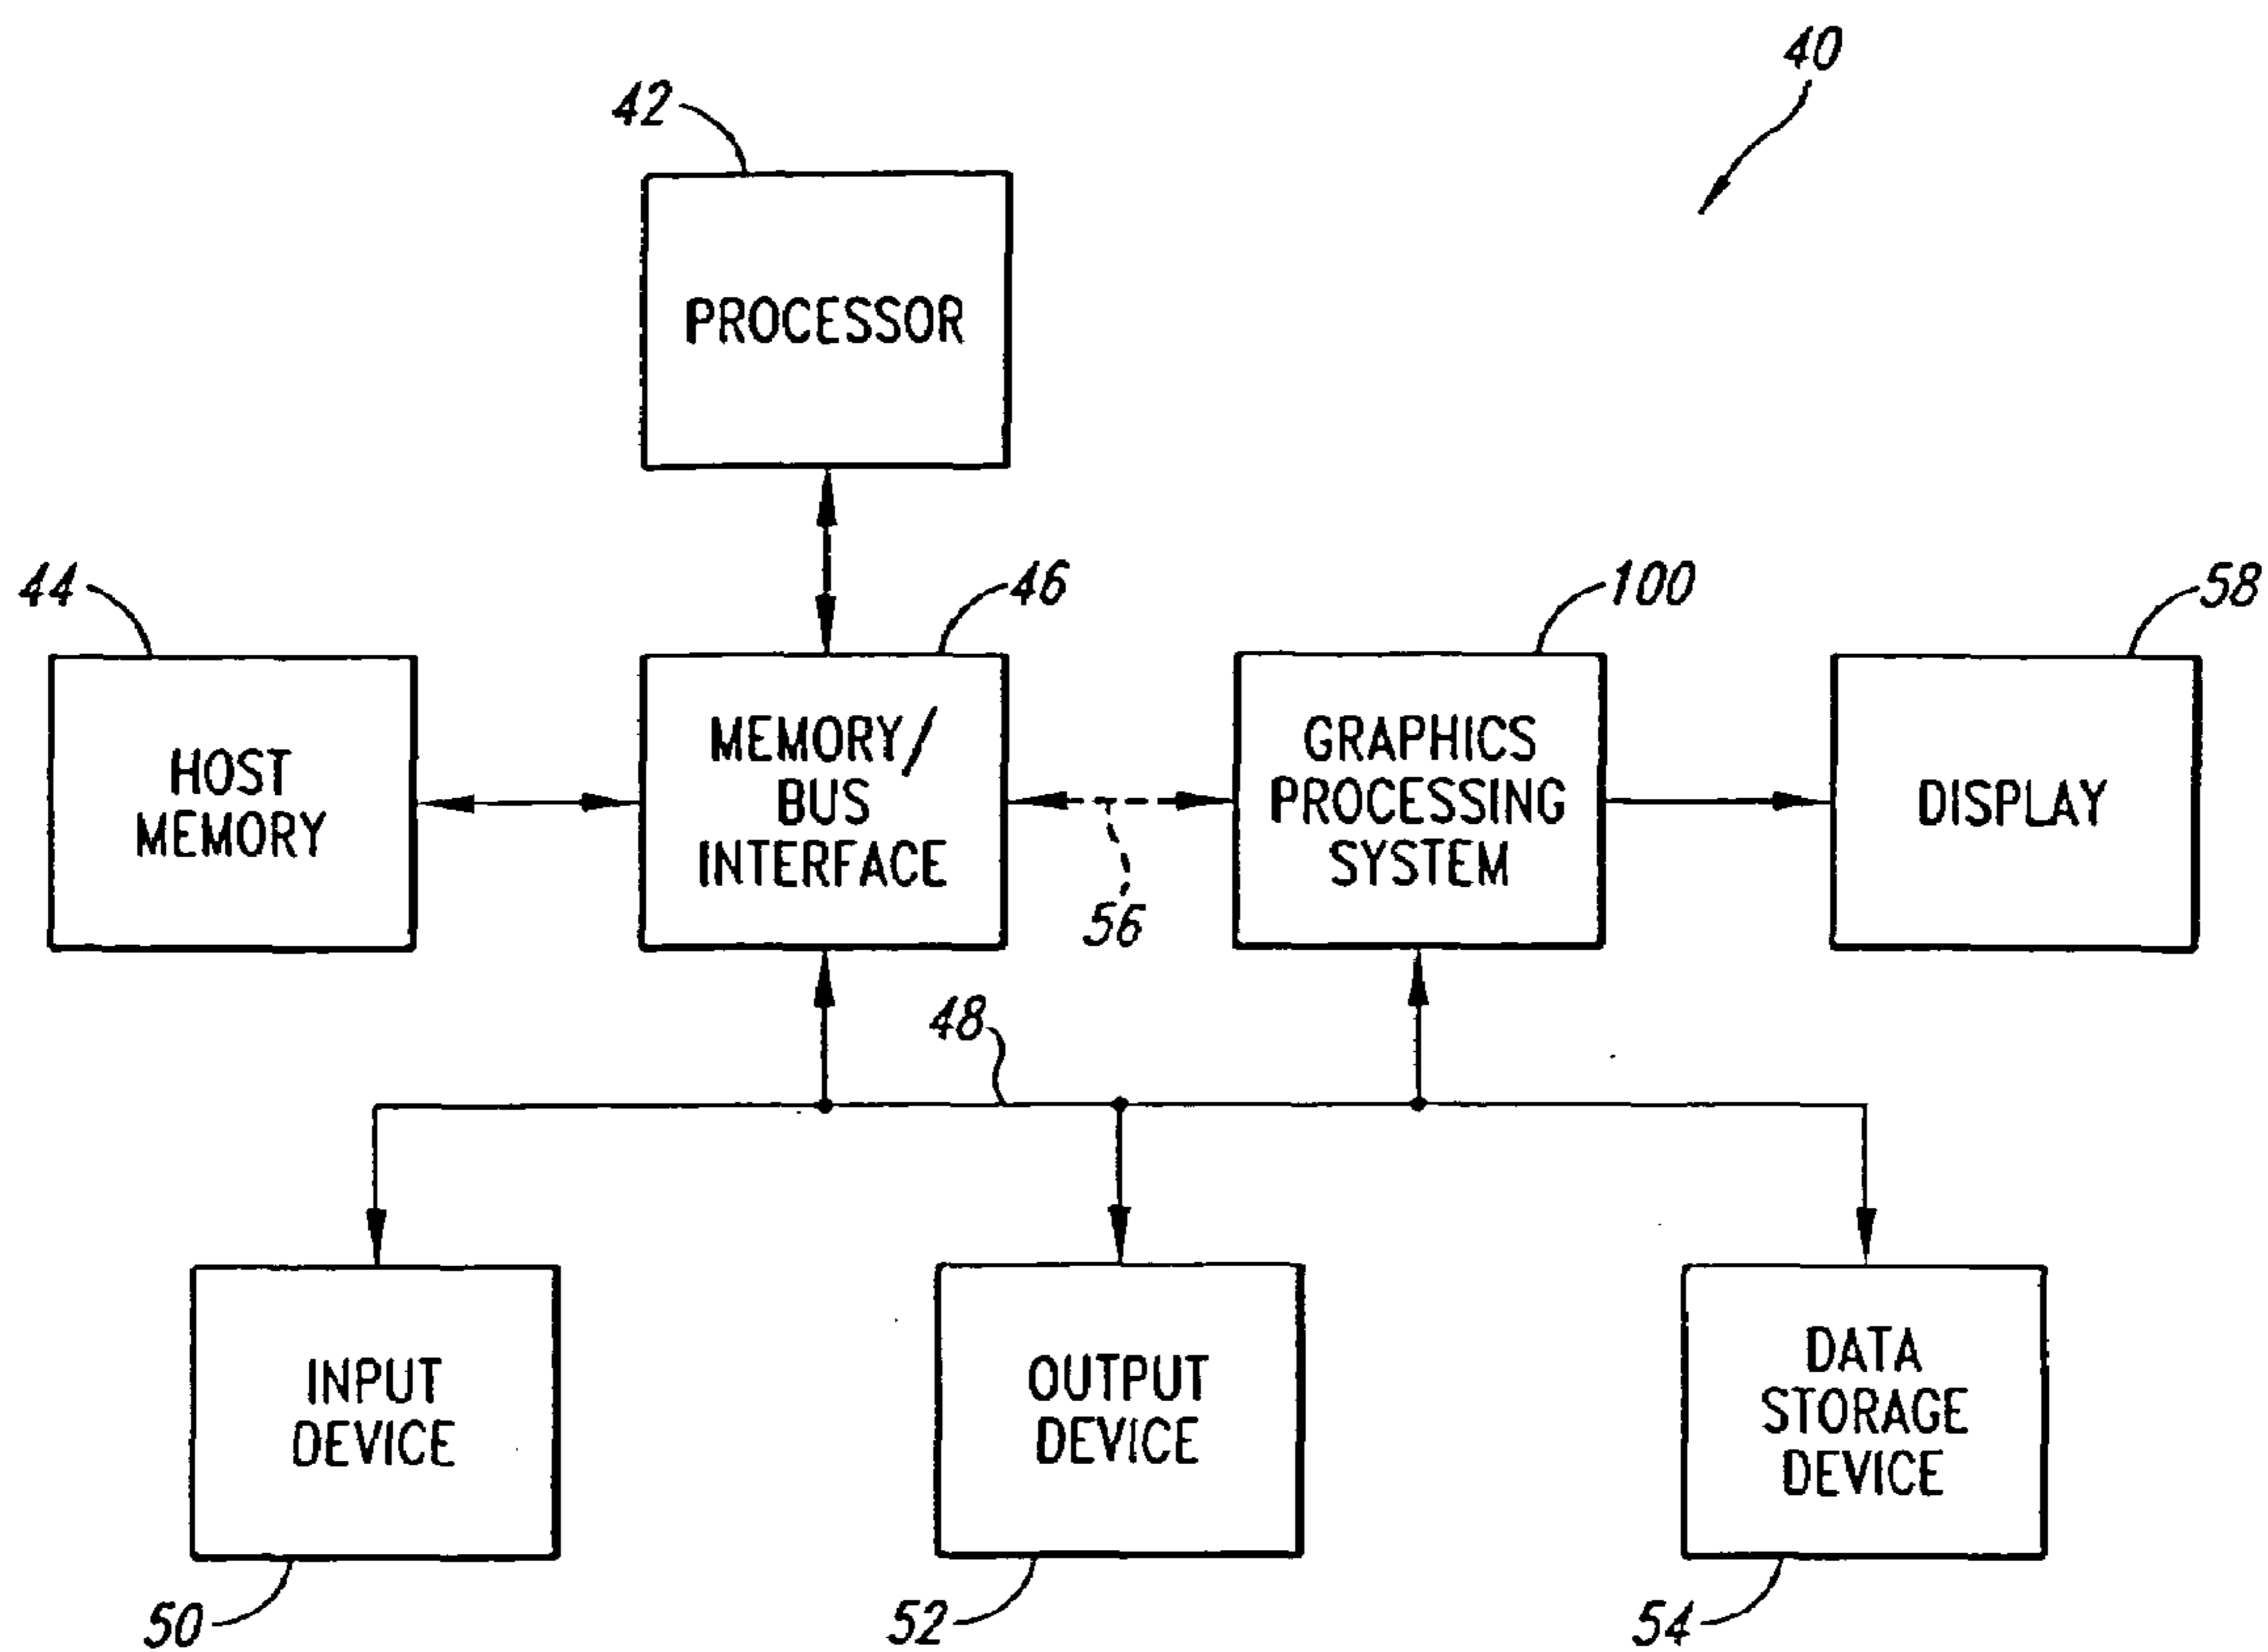 40
42
PROCESSOR
44
46
100
58
HOST
MEMORY
MEMORY/
BUS
INTERFACE
GRAPHICS
PROCESSING
SYSTEM
DISPLAY
56
48
INPUT
DEVICE
OUTPUT
DEVICE
DATA
STORAGE
DEVICE
50
52
54